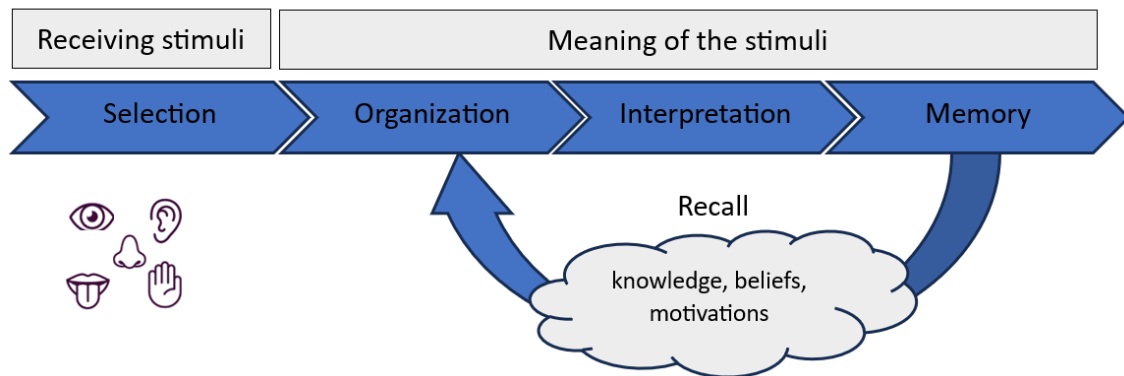 Receiving stimuli
Meaning of the stimuli
Selection
Organization
Interpretation
Memory
Recall
knowledge, beliefs,
motivations